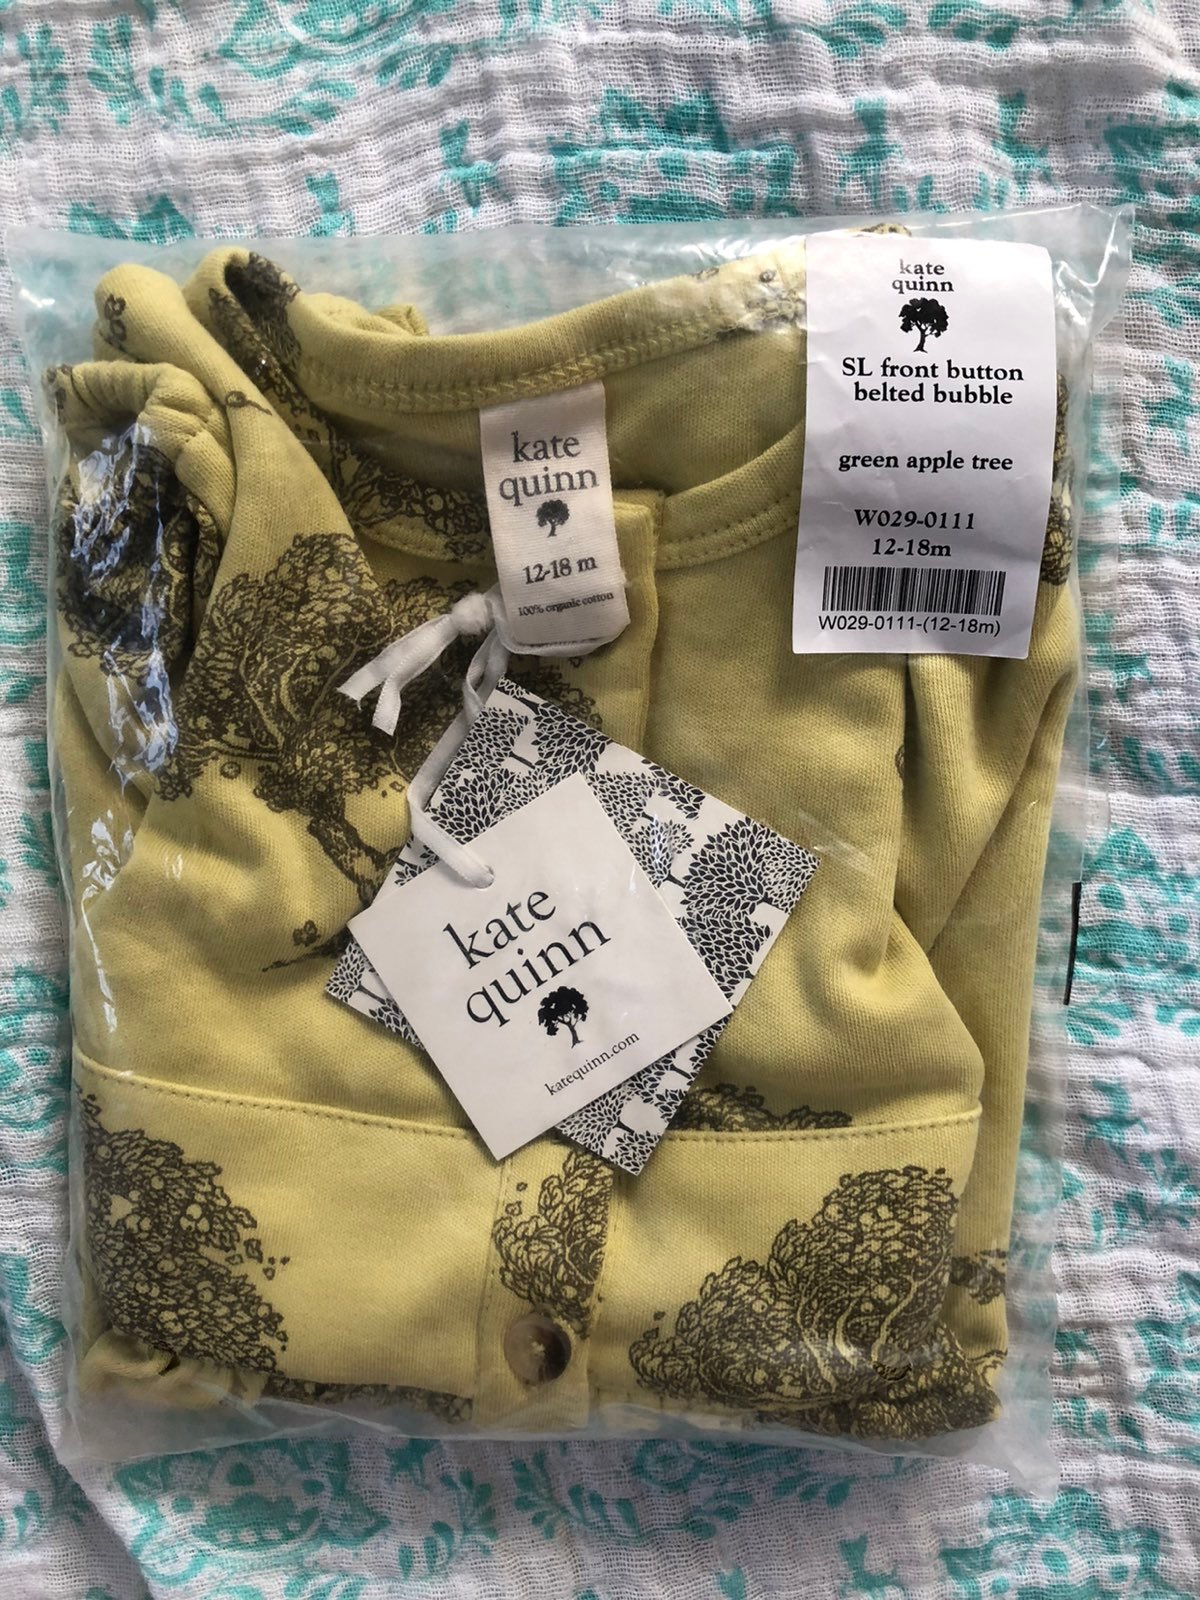 kate
quinn
SL front button
belted bubble
green apple tree
W029-0111
12-18m
W029-0111-(12-18m)
kate
quinn
12-18 m
100% organic cotton
kate
quinn
katequinn.com